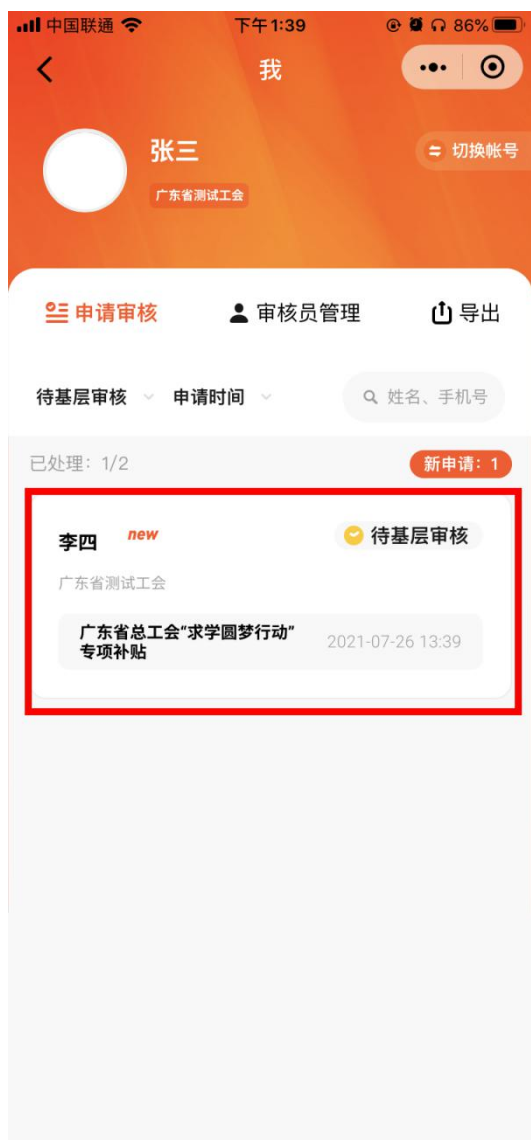 中国联通 下午1:39 86%
我
张三 切换帐号
广东省测试工会
申请审核 审核员管理 导出
待基层审核 申请时间 姓名、手机号
已处理：1/2 新申请：1
李四 new 待基层审核
广东省测试工会
广东省总工会“求学圆梦行动” 2021-07-26 13:39
专项补贴